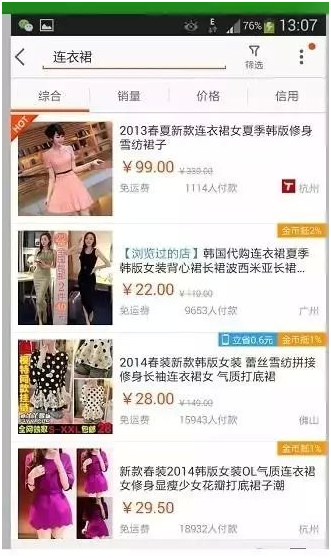 76% 13:07
连衣裙
筛选
综合 销量 价格 信用
HOT
2013春夏新款连衣裙女夏季韩版修身
雪纺裙子
¥99.00 ¥339.00
免运费 1114人付款 T 杭州
金币抵2%
【浏览过的店】韩国代购连衣裙夏季
韩版女装背心裙长裙波西米亚长裙...
¥22.00 ¥110.00
免运费 9653人付款 广州
立省0.6元 金币抵1%
2014春装新款韩版女装 蕾丝雪纺拼接
修身长袖连衣裙女 气质打底裙
¥28.00 ¥149.00
免运费 15943人付款 佛山
全网独家S-XXL包邮28
金币抵1%
新款春装2014韩版女装OL气质连衣裙
女修身显瘦少女花瓣打底裙子潮
¥29.50
免运费 18932人付款 杭州